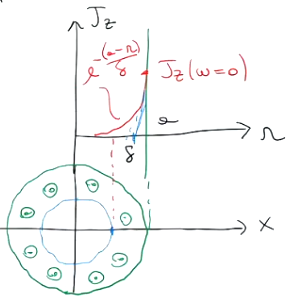 J_z
e^{-(a-r)/δ}
J_z(w=0)
a
r
δ
x